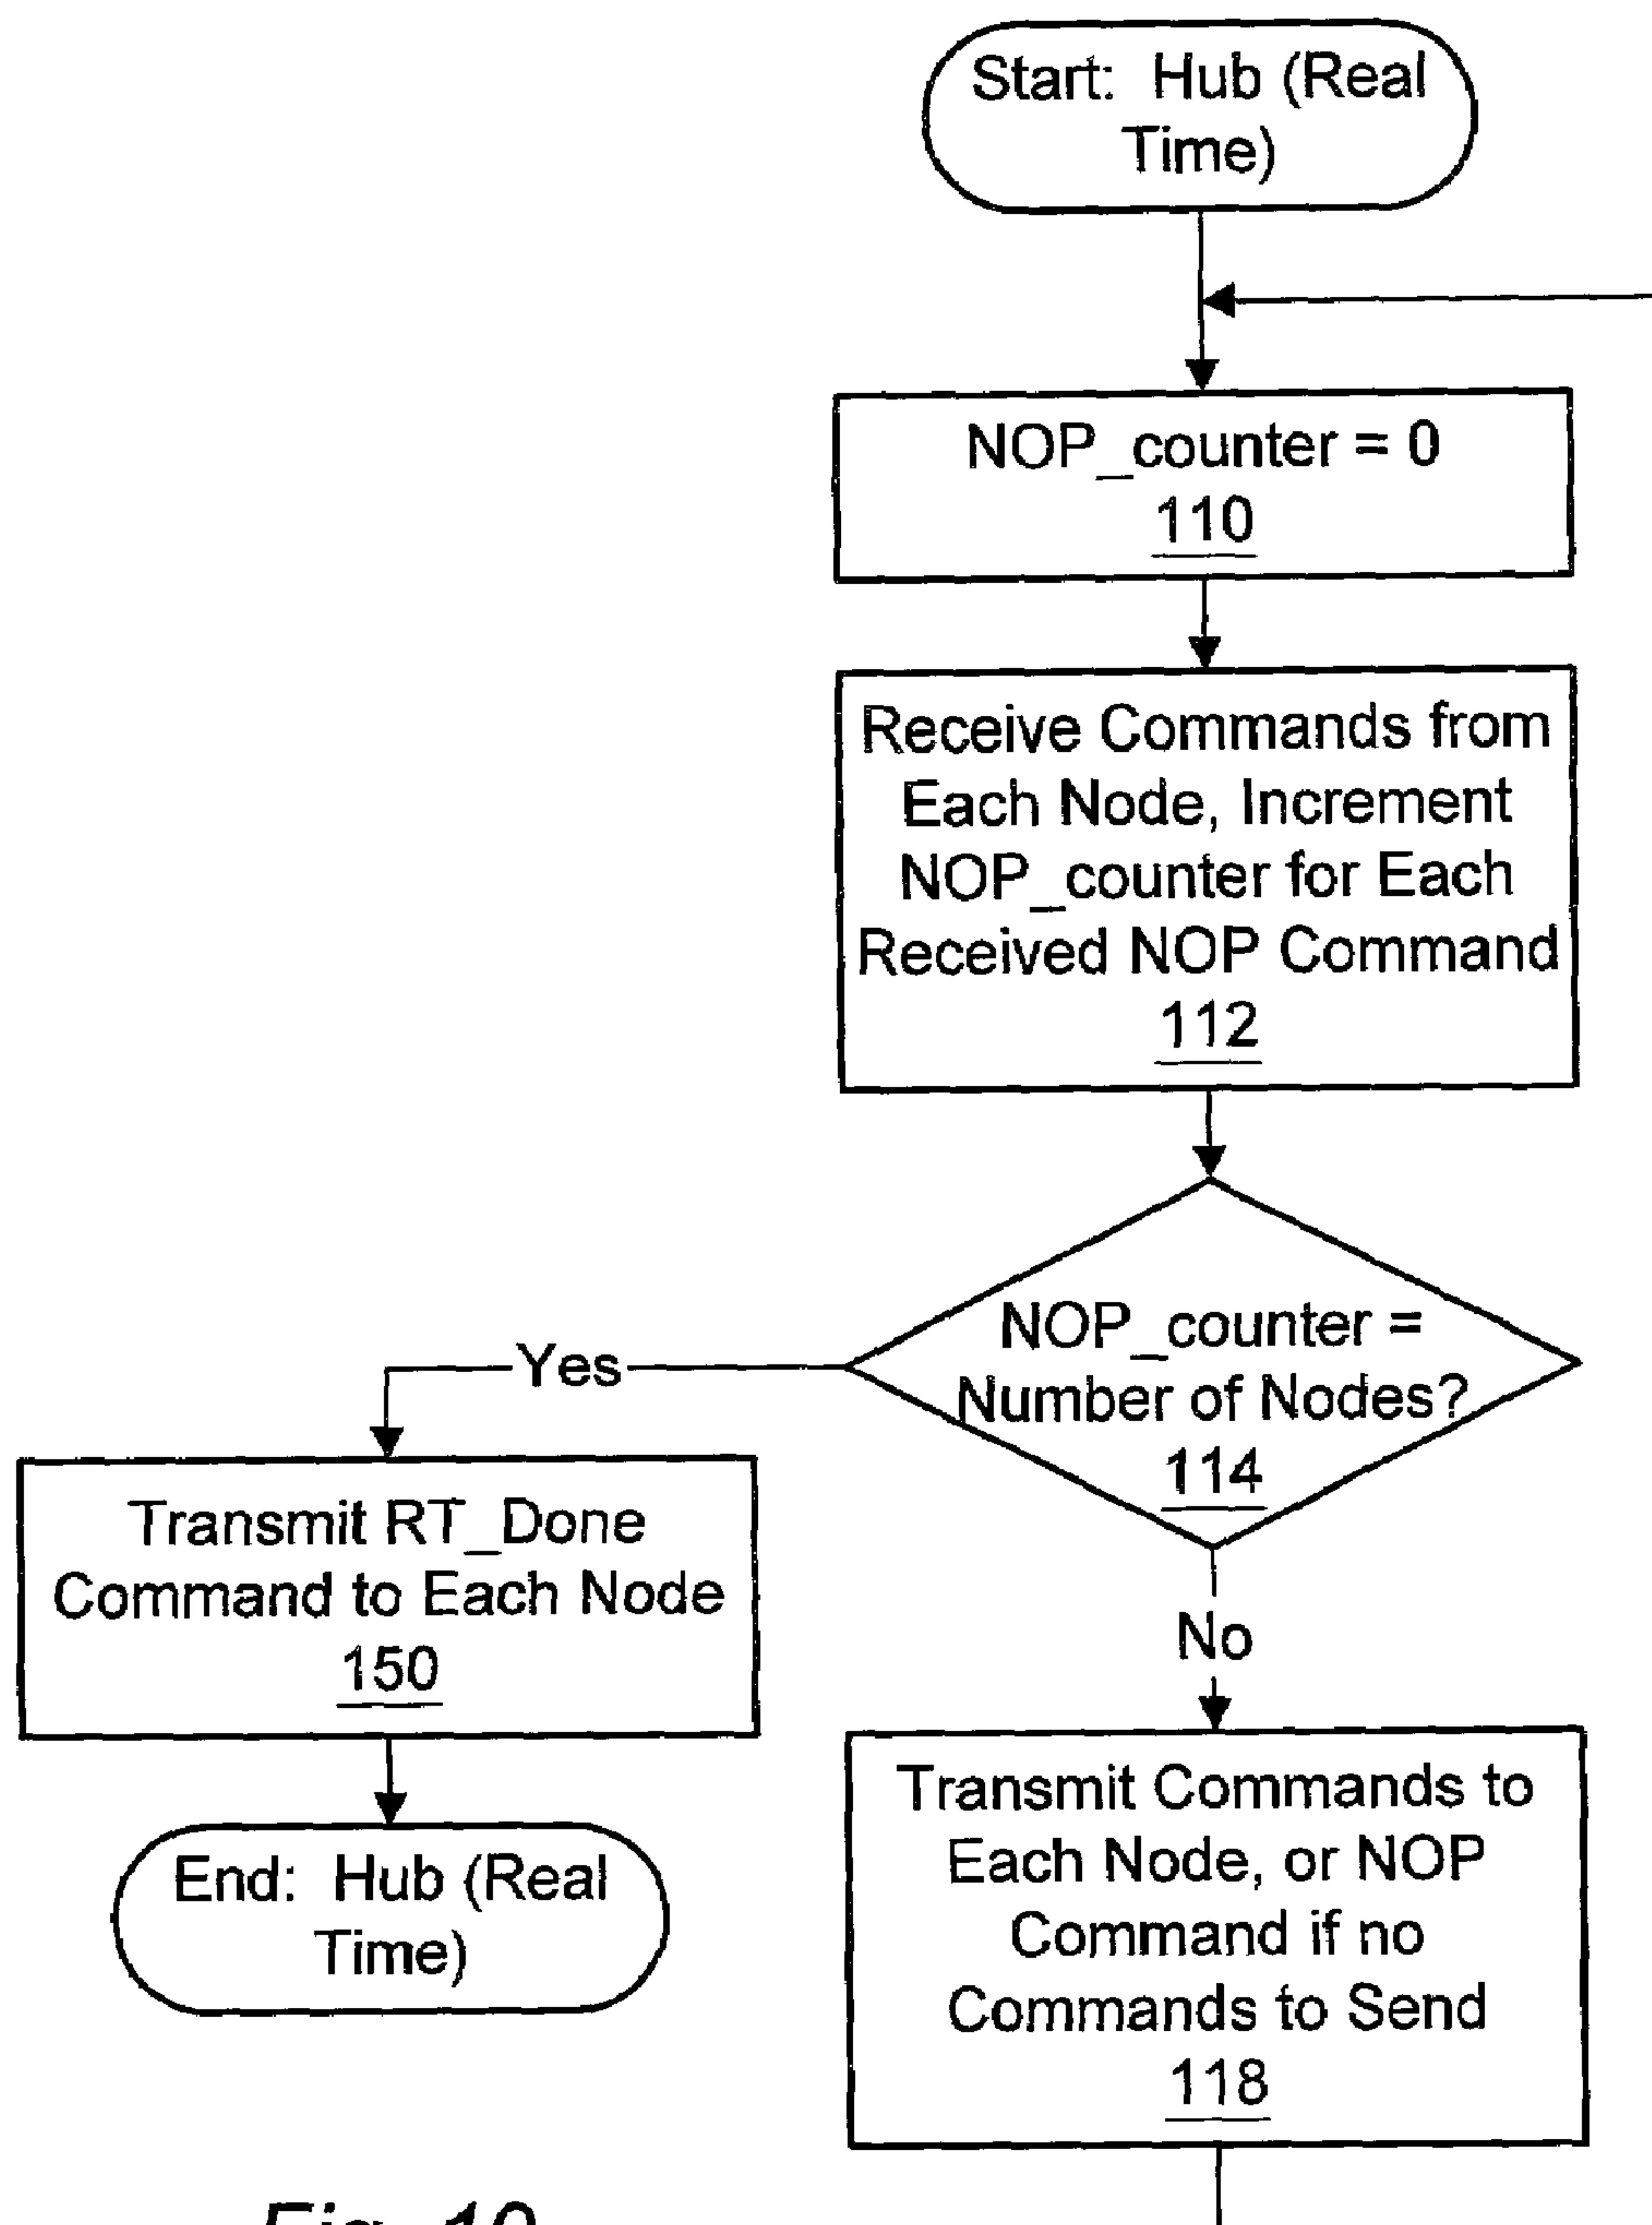 Start: Hub (Real
Time)
NOP_counter = 0
110
Receive Commands from
Each Node, Increment
NOP_counter for Each
Received NOP Command
112
NOP_counter =
Number of Nodes?
114
Yes
No
Transmit RT_Done
Command to Each Node
150
End: Hub (Real
Time)
Transmit Commands to
Each Node, or NOP
Command if no
Commands to Send
118